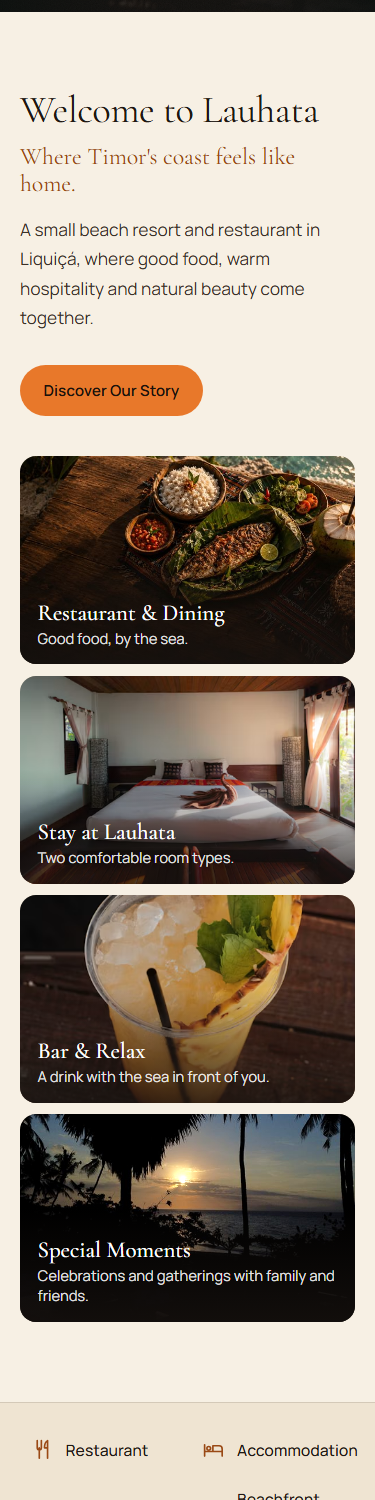 Welcome to Lauhata
Where Timor's coast feels like
home.
A small beach resort and restaurant in
Liquiçá, where good food, warm
hospitality and natural beauty come
together.
Discover Our Story
Restaurant & Dining
Good food, by the sea.
Stay at Lauhata
Two comfortable room types.
Bar & Relax
A drink with the sea in front of you.
Special Moments
Celebrations and gatherings with family and
friends.
Restaurant
Accommodation
Beachfront